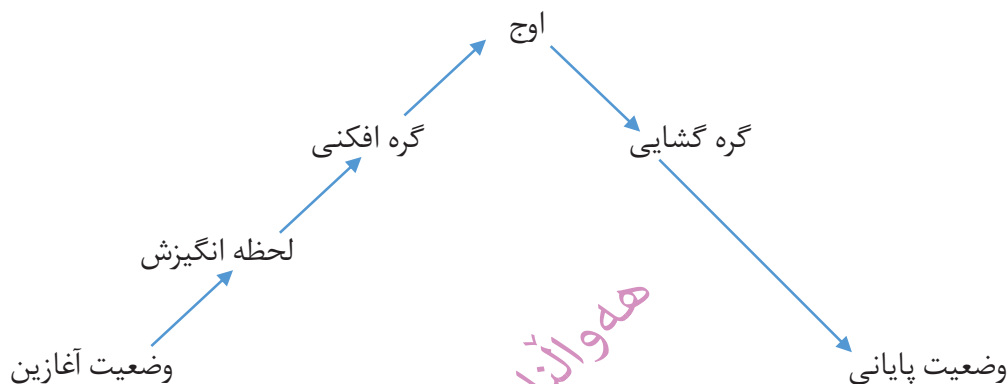 اوج
گره افکنی
گره گشایی
لحظه انگیزش
وضعیت آغازین
وضعیت پایانی